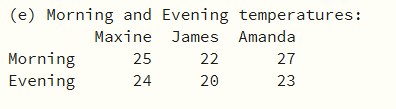 (e) Morning and Evening temperatures:
Maxine James Amanda
Morning 25 22 27
Evening 24 20 23